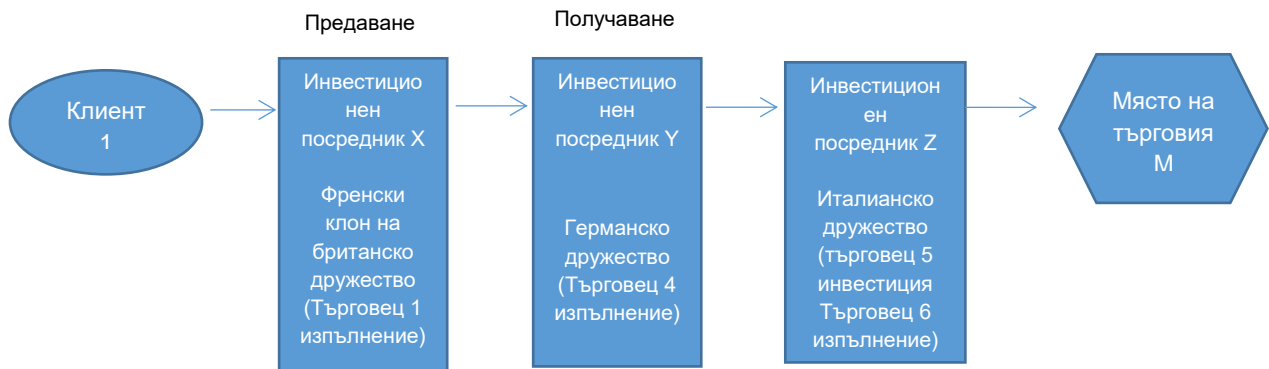 Предаване
Получаване
Клиент
1
Инвестицио
нен
посредник X
Френски
клон на
британско
дружество
(Търговец 1
изпълнение)
Инвестицио
нен
посредник Y
Германско
дружество
(Търговец 4
изпълнение)
Инвестицион
ен
посредник Z
Италианско
дружество
(търговец 5
инвестиция
Търговец 6
изпълнение)
Място на
търговия
М